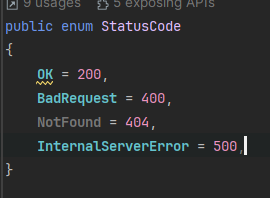 9 usages 5 exposing APIs
public enum StatusCode
{
OK = 200,
BadRequest = 400,
NotFound = 404,
InternalServerError = 500,
}